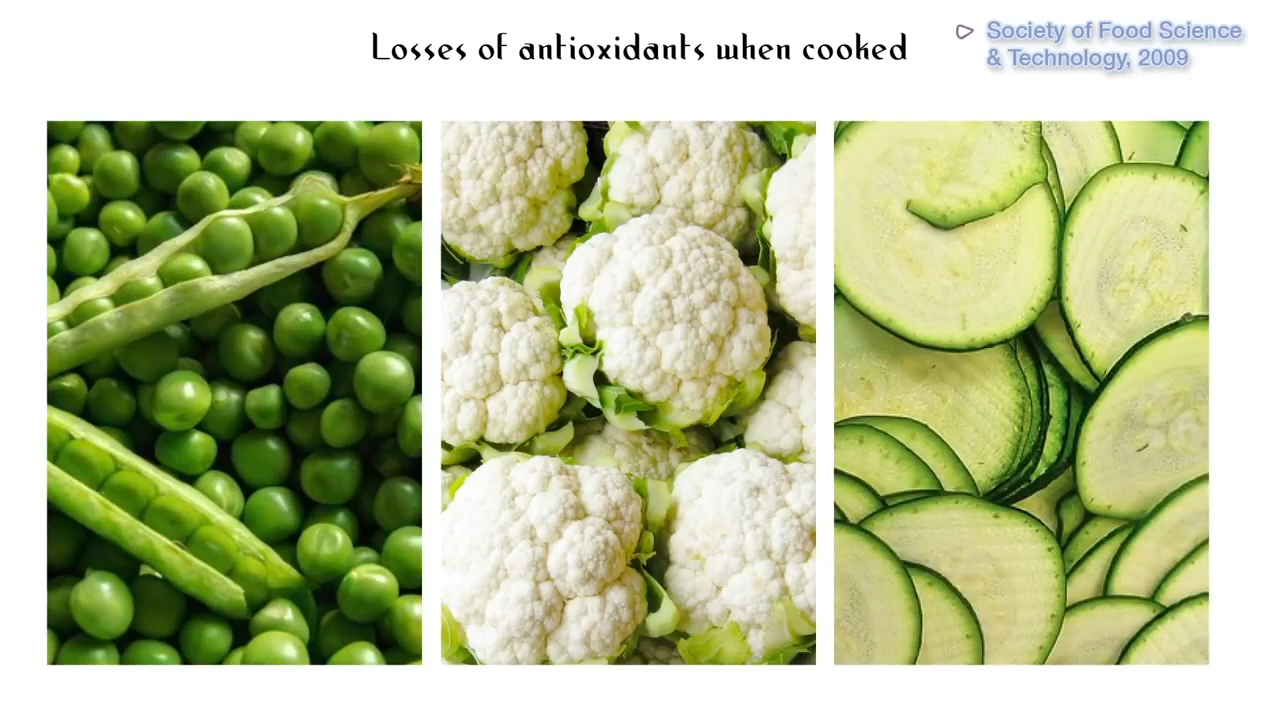 Losses of antioxidants when cooked
Society of Food Science
& Technology, 2009